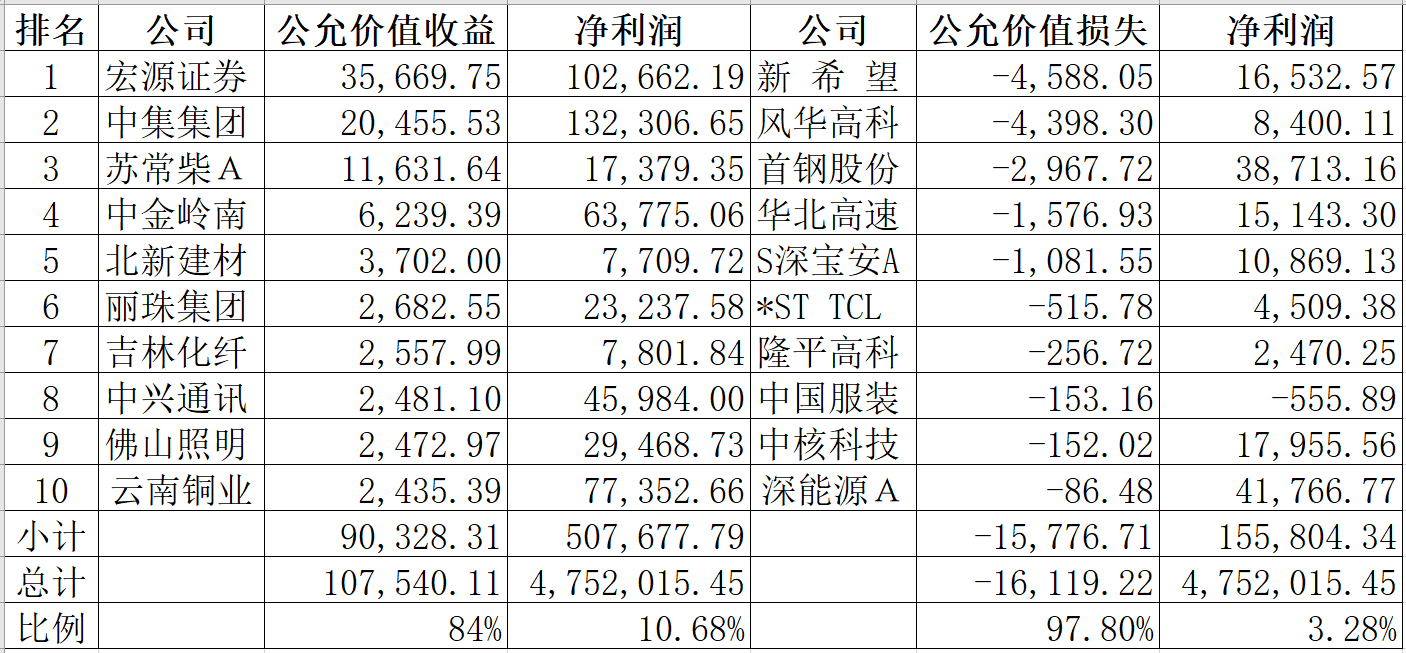 排名 公司 公允价值收益 净利润 公司 公允价值损失 净利润
1 宏源证券 35,669.75 102,662.19 新 希 望 -4,588.05 16,532.57
2 中集集团 20,455.53 132,306.65 风华高科 -4,398.30 8,400.11
3 苏常柴Ａ 11,631.64 17,379.35 首钢股份 -2,967.72 38,713.16
4 中金岭南 6,239.39 63,775.06 华北高速 -1,576.93 15,143.30
5 北新建材 3,702.00 7,709.72 S深宝安A -1,081.55 10,869.13
6 丽珠集团 2,682.55 23,237.58 *ST TCL -515.78 4,509.38
7 吉林化纤 2,557.99 7,801.84 隆平高科 -256.72 2,470.25
8 中兴通讯 2,481.10 45,984.00 中国服装 -153.16 -555.89
9 佛山照明 2,472.97 29,468.73 中核科技 -152.02 17,955.56
10 云南铜业 2,435.39 77,352.66 深能源Ａ -86.48 41,766.77
小计 90,328.31 507,677.79 -15,776.71 155,804.34
总计 107,540.11 4,752,015.45 -16,119.22 4,752,015.45
比例 84% 10.68% 97.80% 3.28%